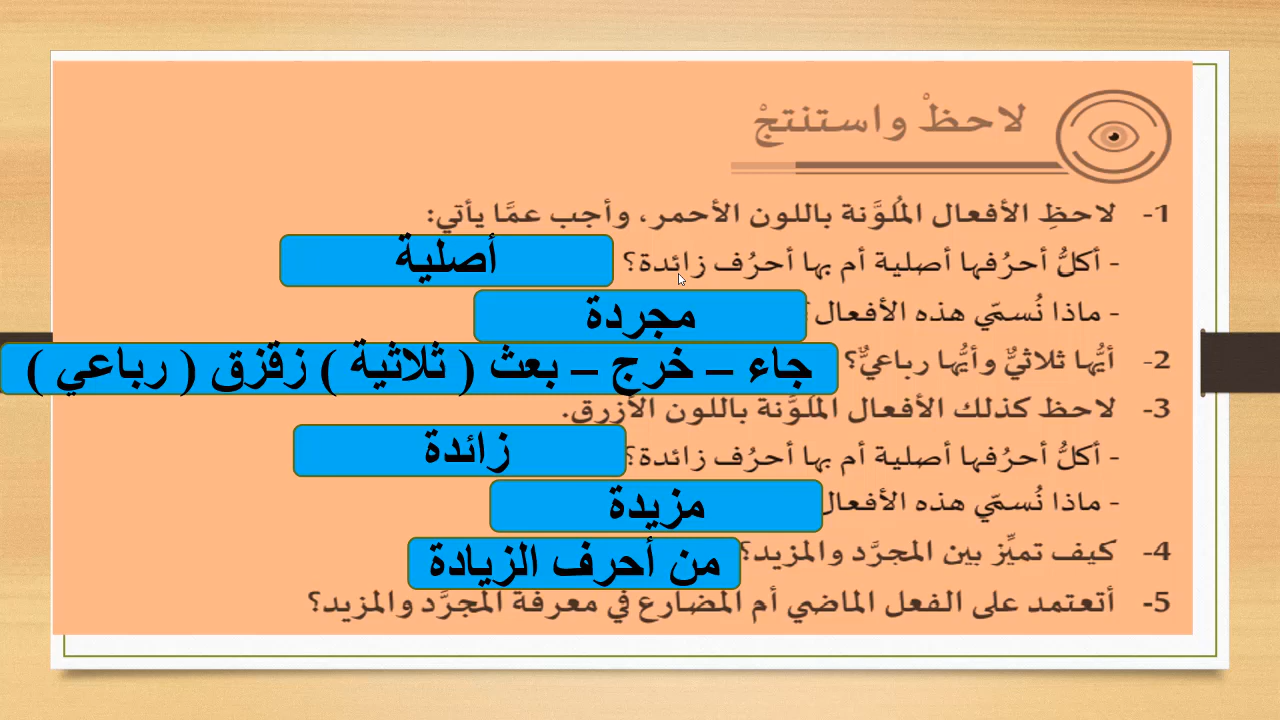 لاحظْ واستنتجْ
1- لاحظِ الأفعال المُلوَّنة باللون الأحمر، وأجب عمَّا يأتي:
- أكلُّ أحرُفها أصلية أم بها أحرُف زائدة؟ أصلية
- ماذا نُسمّي هذه الأفعال؟ مجردة
2- أيُّها ثلاثيٌّ وأيُّها رباعيٌّ؟ جاء – خرج – بعث ( ثلاثية ) زقزق ( رباعي )
3- لاحظ كذلك الأفعال الملوَّنة باللون الأزرق.
- أكلُّ أحرُفها أصلية أم بها أحرُف زائدة؟ زائدة
- ماذا نُسمّي هذه الأفعال مزيدة
4- كيف تميِّز بين المجرَّد والمزيد؟ من أحرف الزيادة
5- أتعتمد على الفعل الماضي أم المضارع في معرفة المجرَّد والمزيد؟